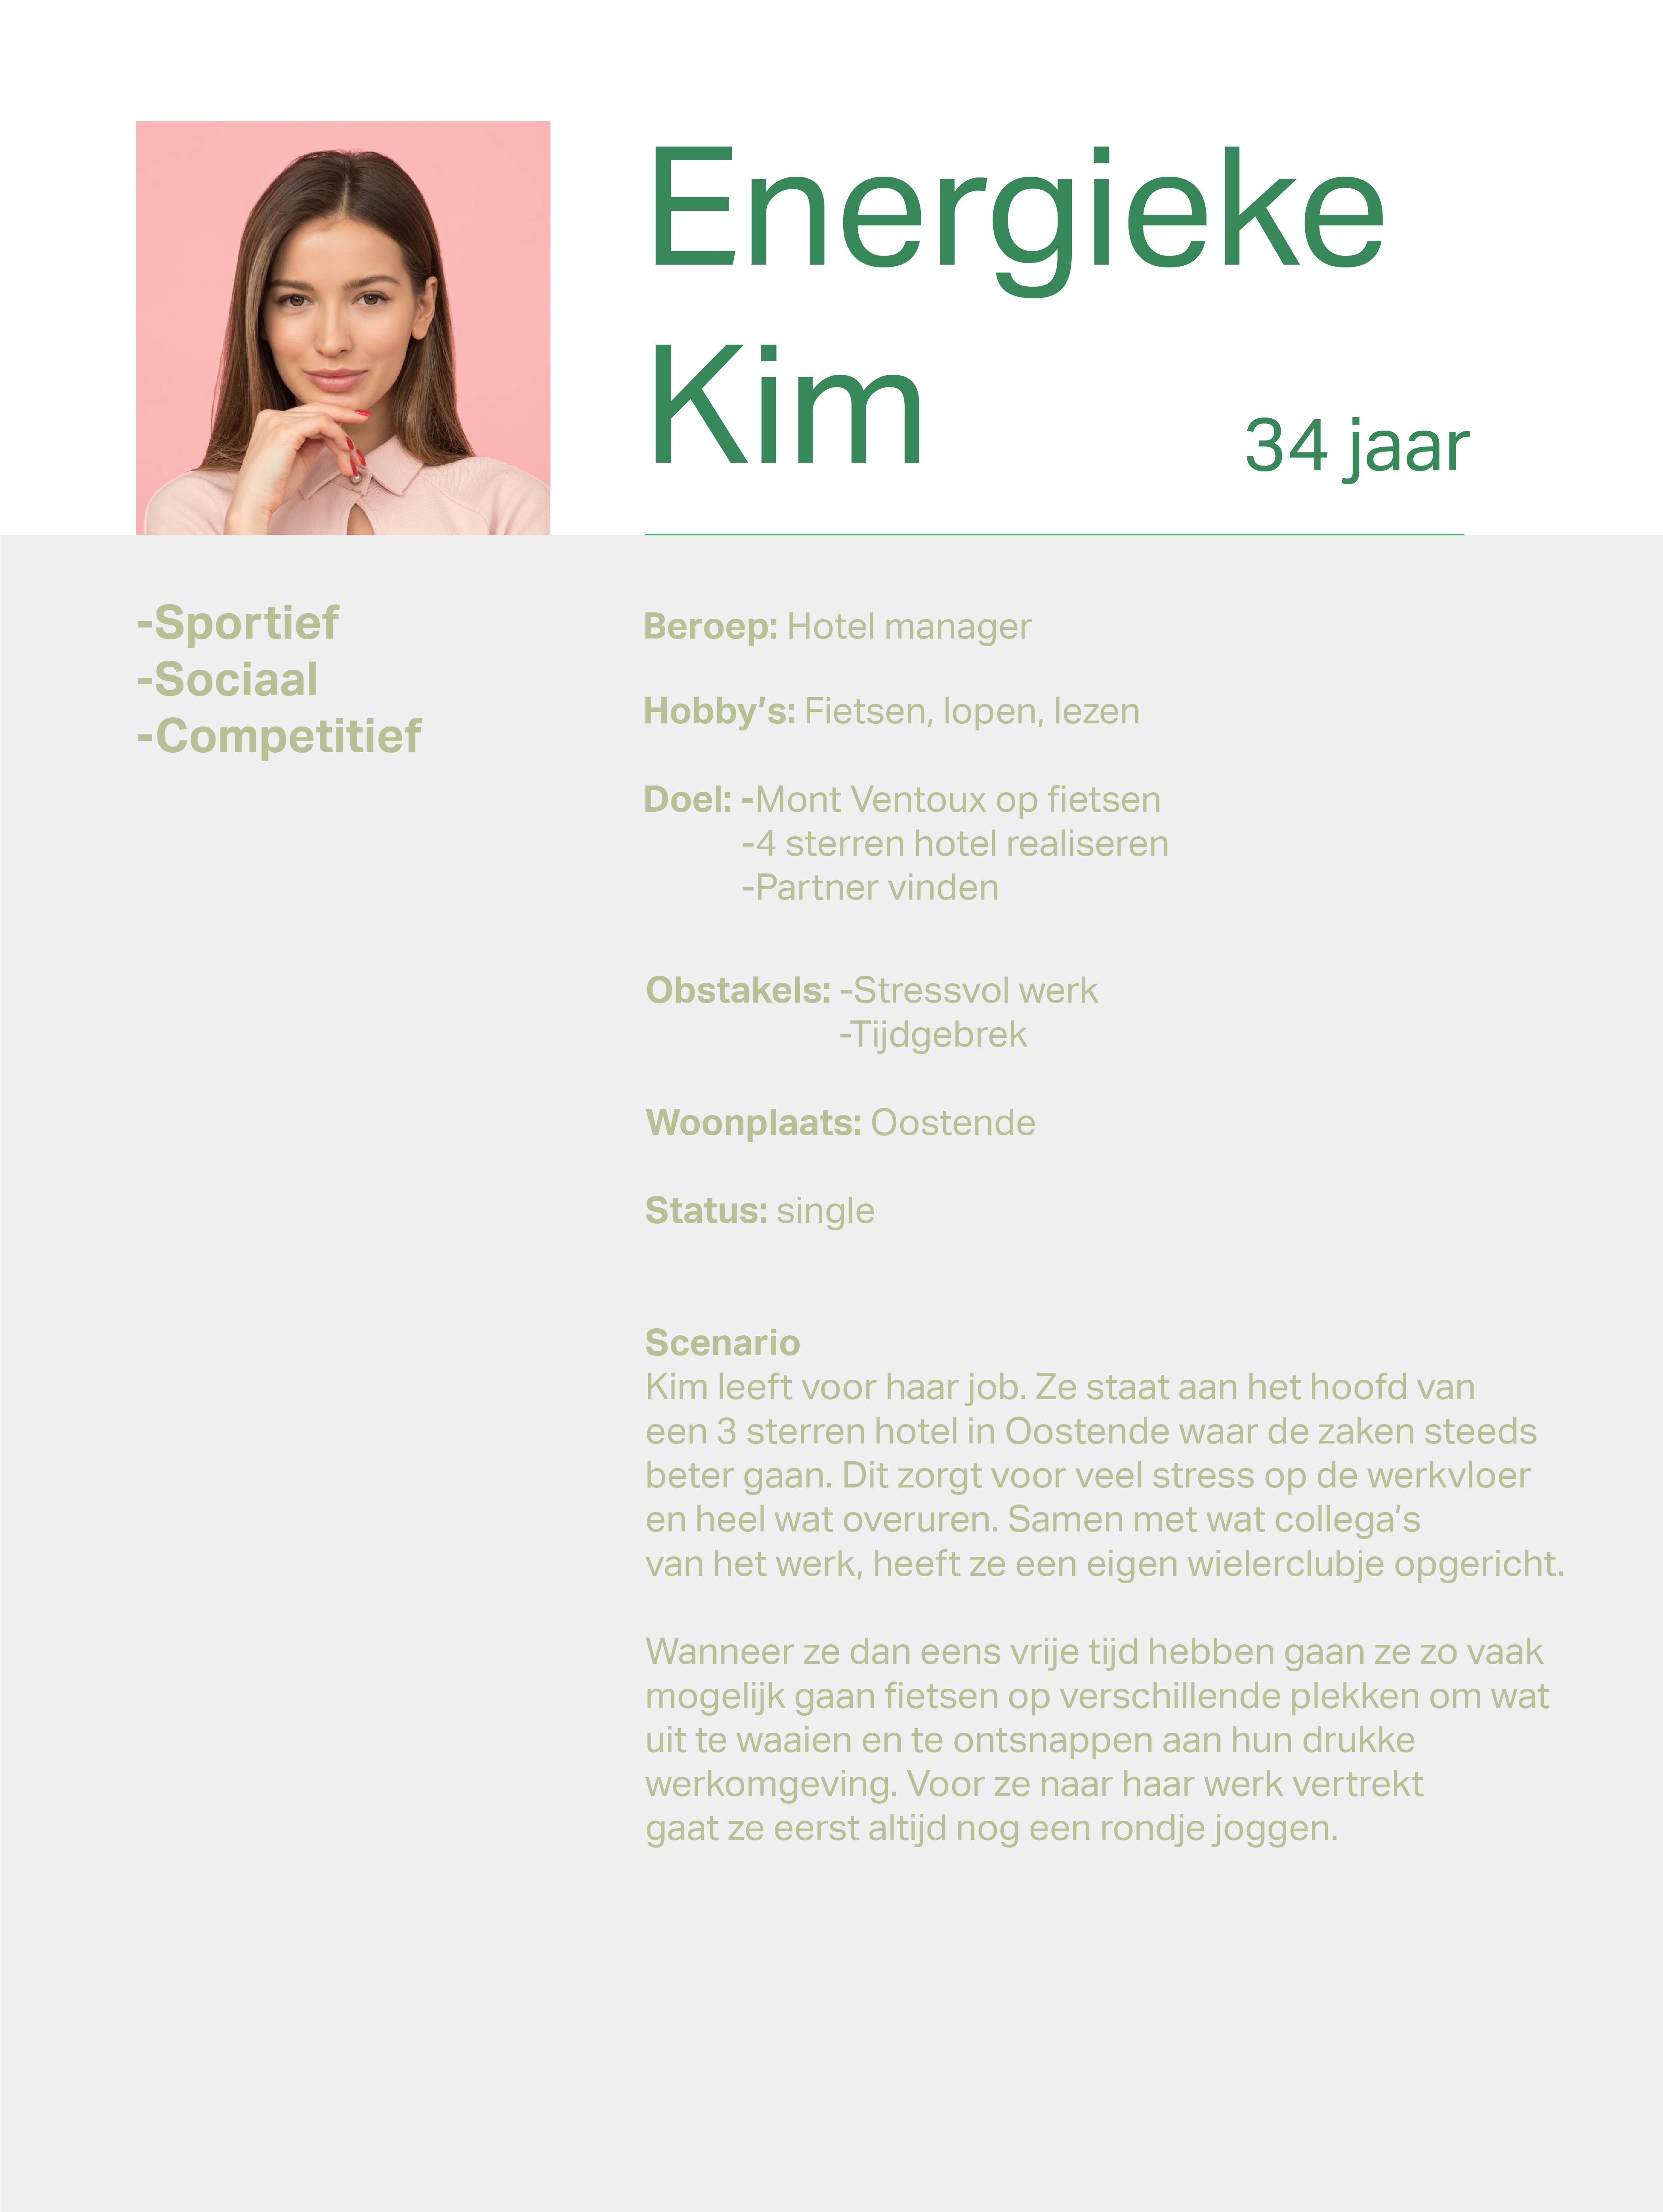 Energieke
Kim
34 jaar
-Sportief
-Sociaal
-Competitief
Beroep: Hotel manager
Hobby’s: Fietsen, lopen, lezen
Doel: -Mont Ventoux op fietsen
-4 sterren hotel realiseren
-Partner vinden
Obstakels: -Stressvol werk
-Tijdgebrek
Woonplaats: Oostende
Status: single
Scenario
Kim leeft voor haar job. Ze staat aan het hoofd van
een 3 sterren hotel in Oostende waar de zaken steeds
beter gaan. Dit zorgt voor veel stress op de werkvloer
en heel wat overuren. Samen met wat collega’s
van het werk, heeft ze een eigen wielerclubje opgericht.
Wanneer ze dan eens vrije tijd hebben gaan ze zo vaak
mogelijk gaan fietsen op verschillende plekken om wat
uit te waaien en te ontsnappen aan hun drukke
werkomgeving. Voor ze naar haar werk vertrekt
gaat ze eerst altijd nog een rondje joggen.